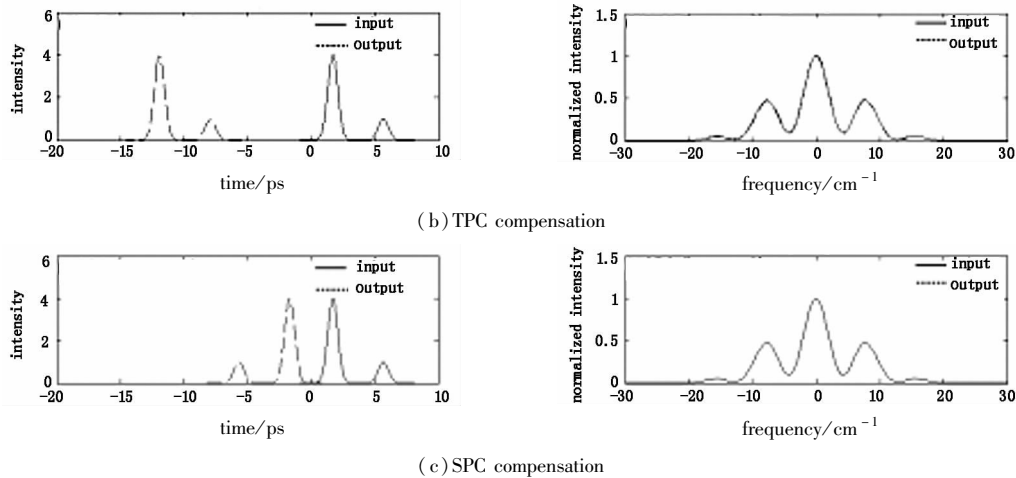 6
4
2
0
intensity
input
Output
-20
-15
-10
-5
0
5
10
time/ps
1.5
1
0.5
0
normalized intensity
input
Output
-30
-20
-10
0
10
20
30
frequency/cm⁻¹
(b)TPC compensation
6
4
2
0
intensity
input
Output
-20
-15
-10
-5
0
5
10
time/ps
1.5
1
0.5
0
normalized intensity
input
Output
-30
-20
-10
0
10
20
30
frequency/cm⁻¹
(c)SPC compensation